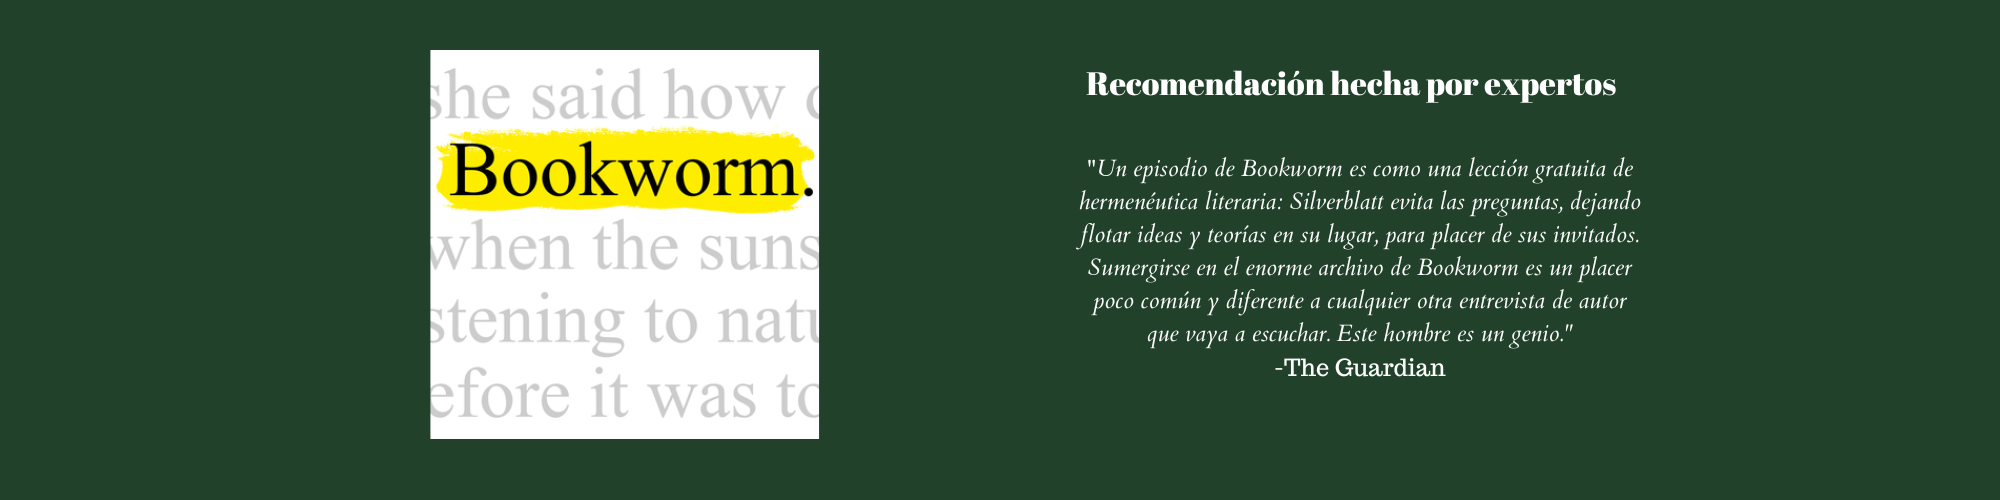 she said how
Bookworm.
when the suns
stening to natu
efore it was to
Recomendación hecha por expertos
"Un episodio de Bookworm es como una lección gratuita de
hermenéutica literaria: Silverblatt evita las preguntas, dejando
flotar ideas y teorías en su lugar, para placer de sus invitados.
Sumergirse en el enorme archivo de Bookworm es un placer
poco común y diferente a cualquier otra entrevista de autor
que vaya a escuchar. Este hombre es un genio."
-The Guardian